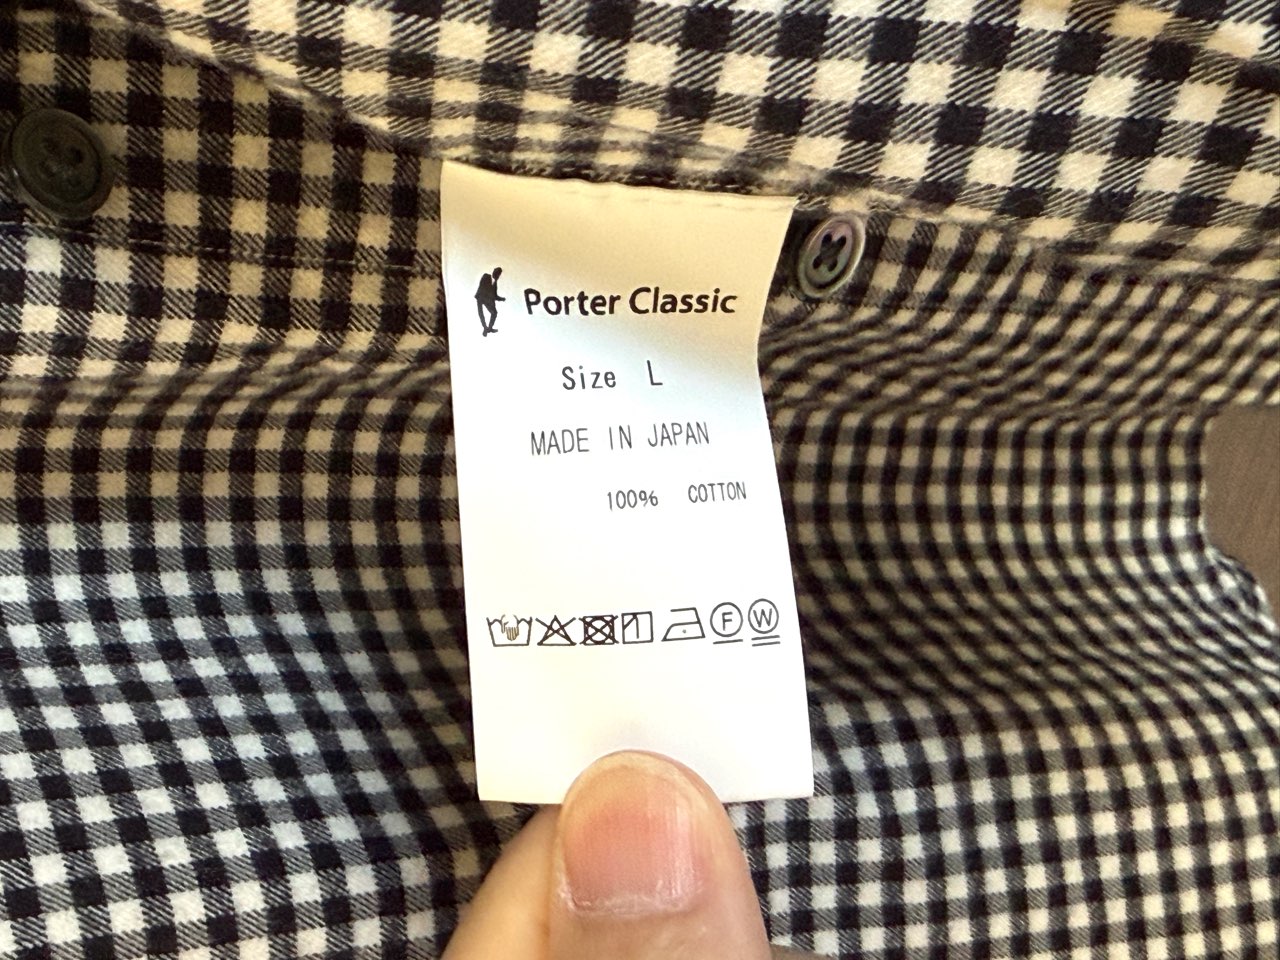 Porter Classic
Size L
MADE IN JAPAN
100% COTTON
F W